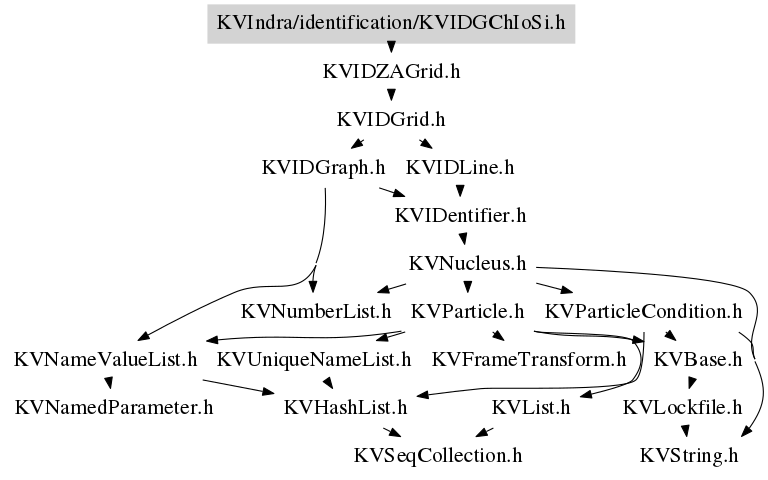 KVIndra/identification/KVIDGChIoSi.h
KVIDZAGrid.h
KVIDGrid.h
KVIDGraph.h KVIDLine.h
KVIDentifier.h
KVNucleus.h
KVNumberList.h KVParticle.h KVParticleCondition.h
KVNameValueList.h KVUniqueNameList.h KVFrameTransform.h KVBase.h
KVNamedParameter.h KVHashList.h KVList.h KVLockfile.h
KVSeqCollection.h KVString.h